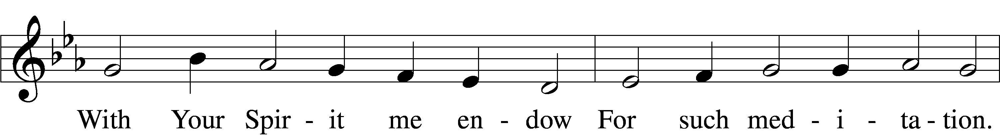 With Your Spir - it me en - dow For such med - i - ta - tion.